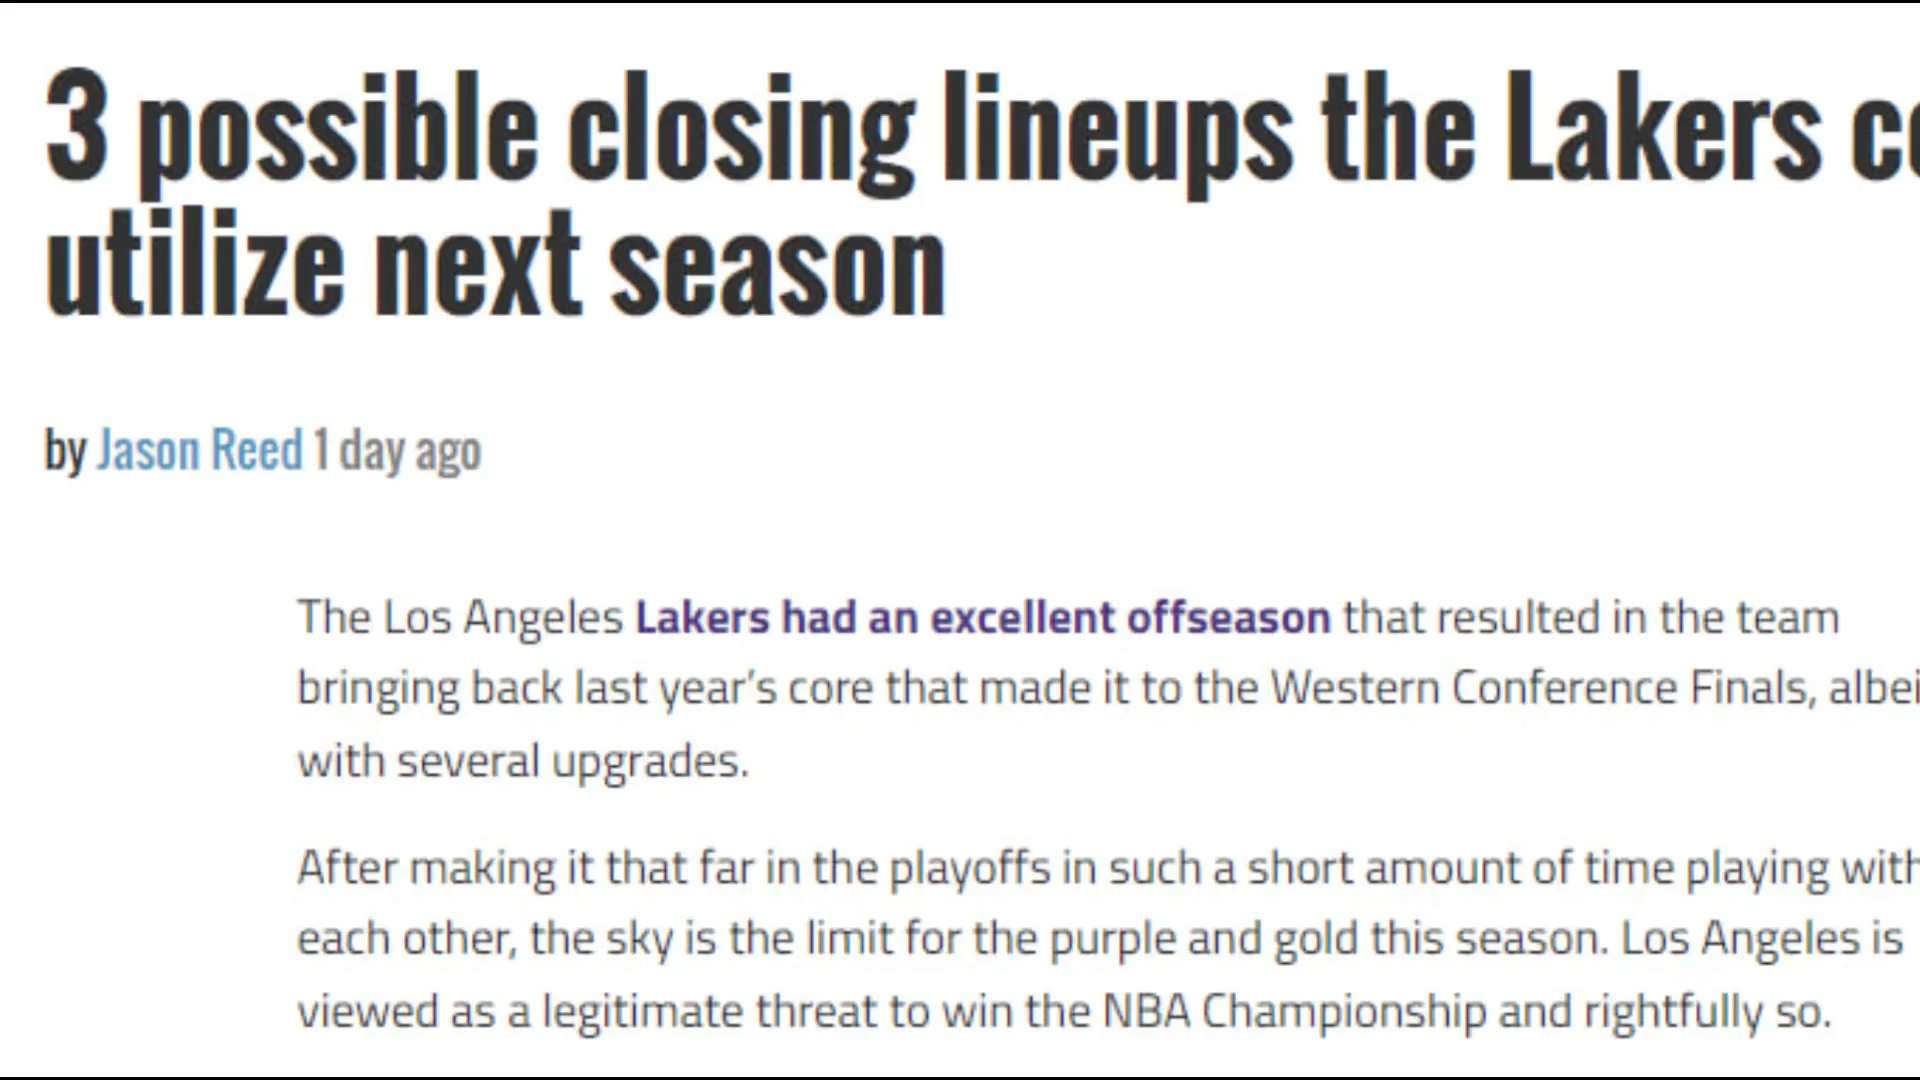 3 possible closing lineups the Lakers
utilize next season
by Jason Reed 1 day ago
The Los Angeles Lakers had an excellent offseason that resulted in the team
bringing back last year’s core that made it to the Western Conference Finals,
with several upgrades.
After making it that far in the playoffs in such a short amount of time playing with
each other, the sky is the limit for the purple and gold this season. Los Angeles is
viewed as a legitimate threat to win the NBA Championship and rightfully so.